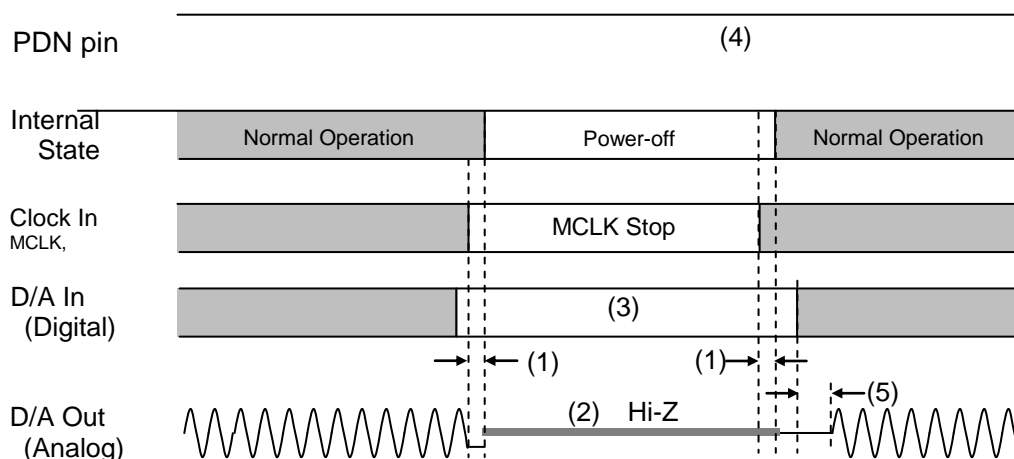 PDN pin
(4)
Internal
State
Normal Operation
Power-off
Normal Operation
Clock In
MCLK,
MCLK Stop
D/A In
(Digital)
(3)
(1)
(1)
(5)
D/A Out
(Analog)
(2)
Hi-Z